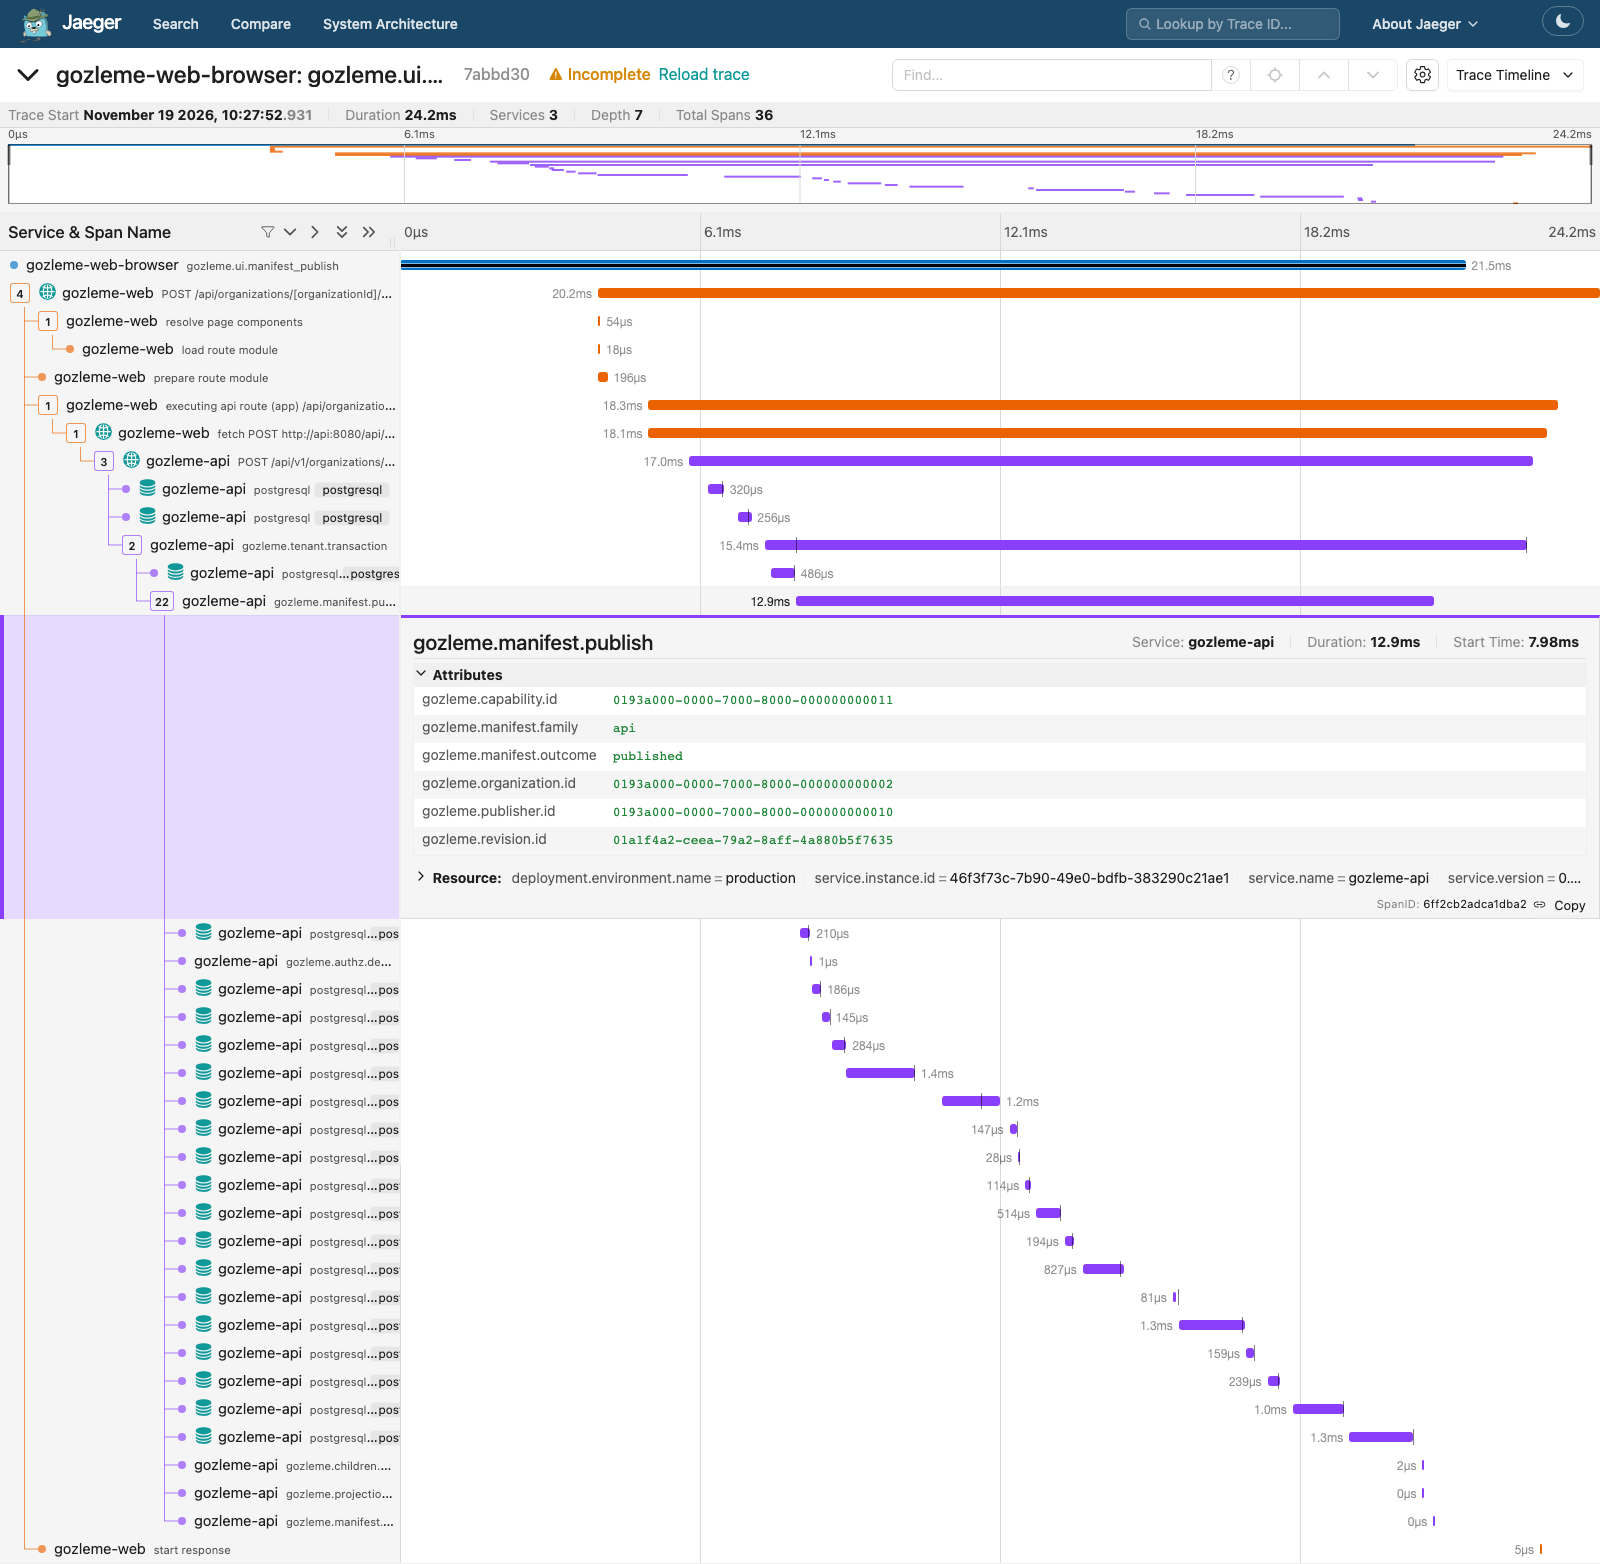 Jaeger Search Compare System Architecture Lookup by Trace ID... About Jaeger
gozleme-web-browser: gozleme.ui.... 7abbd30 Incomplete Reload trace Find... ? Trace Timeline
Trace Start November 19 2026, 10:27:52.931 Duration 24.2ms Services 3 Depth 7 Total Spans 36
0μs 6.1ms 12.1ms 18.2ms 24.2ms
Service & Span Name 0μs 6.1ms 12.1ms 18.2ms 24.2ms
gozleme-web-browser gozleme.ui.manifest_publish 21.5ms
4 gozleme-web POST /api/organizations/[organizationId]/... 20.2ms
1 gozleme-web resolve page components 54μs
gozleme-web load route module 18μs
gozleme-web prepare route module 196μs
1 gozleme-web executing api route (app) /api/organizatio... 18.3ms
1 gozleme-web fetch POST http://api:8080/api/... 18.1ms
3 gozleme-api POST /api/v1/organizations/... 17.0ms
gozleme-api postgresql postgresql 320μs
gozleme-api postgresql postgresql 256μs
2 gozleme-api gozleme.tenant.transaction 15.4ms
gozleme-api postgresql...postgres 486μs
22 gozleme-api gozleme.manifest.pu... 12.9ms
gozleme.manifest.publish Service: gozleme-api Duration: 12.9ms Start Time: 7.98ms
Attributes
gozleme.capability.id 0193a000-0000-7000-8000-000000000011
gozleme.manifest.family api
gozleme.manifest.outcome published
gozleme.organization.id 0193a000-0000-7000-8000-000000000002
gozleme.publisher.id 0193a000-0000-7000-8000-000000000010
gozleme.revision.id 01a1f4a2-ceea-79a2-8aff-4a880b5f7635
Resource: deployment.environment.name = production service.instance.id = 46f3f73c-7b90-49e0-bdfb-383290c21ae1 service.name = gozleme-api service.version = 0....
SpanID: 6ff2cb2adca1dba2 Copy
gozleme-api postgresql...pos 210μs
gozleme-api gozleme.authz.de... 1μs
gozleme-api postgresql...pos 186μs
gozleme-api postgresql...pos 145μs
gozleme-api postgresql...pos 284μs
gozleme-api postgresql...pos 1.4ms
gozleme-api postgresql...pos 1.2ms
gozleme-api postgresql...pos 147μs
gozleme-api postgresql...pos 28μs
gozleme-api postgresql...pos 114μs
gozleme-api postgresql...pos 514μs
gozleme-api postgresql...pos 194μs
gozleme-api postgresql...pos 827μs
gozleme-api postgresql...pos 81μs
gozleme-api postgresql...pos 1.3ms
gozleme-api postgresql...pos 159μs
gozleme-api postgresql...pos 239μs
gozleme-api postgresql...pos 1.0ms
gozleme-api postgresql...pos 1.3ms
gozleme-api gozleme.children.... 2μs
gozleme-api gozleme.projectio... 0μs
gozleme-api gozleme.manifest.... 0μs
gozleme-web start response 5μs